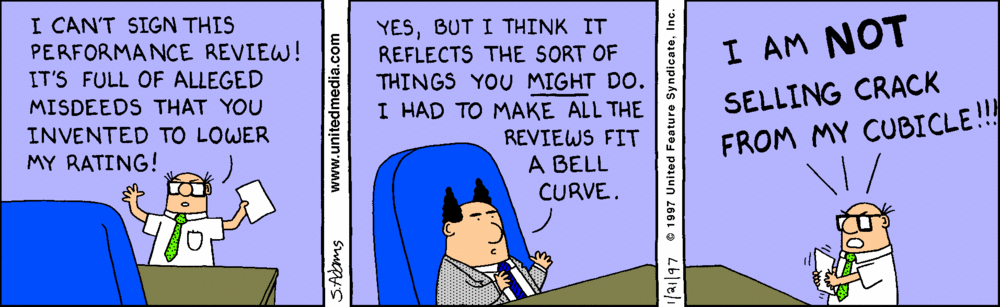 I CAN'T SIGN THIS
PERFORMANCE REVIEW!
IT'S FULL OF ALLEGED
MISDEEDS THAT YOU
INVENTED TO LOWER
MY RATING!
www.unitedmedia.com
S. Adams
YES, BUT I THINK IT
REFLECTS THE SORT OF
THINGS YOU MIGHT DO.
I HAD TO MAKE ALL THE
REVIEWS FIT
A BELL
CURVE.
1/21/97 © 1997 United Feature Syndicate, Inc.
I AM NOT
SELLING CRACK
FROM MY CUBICLE!!!